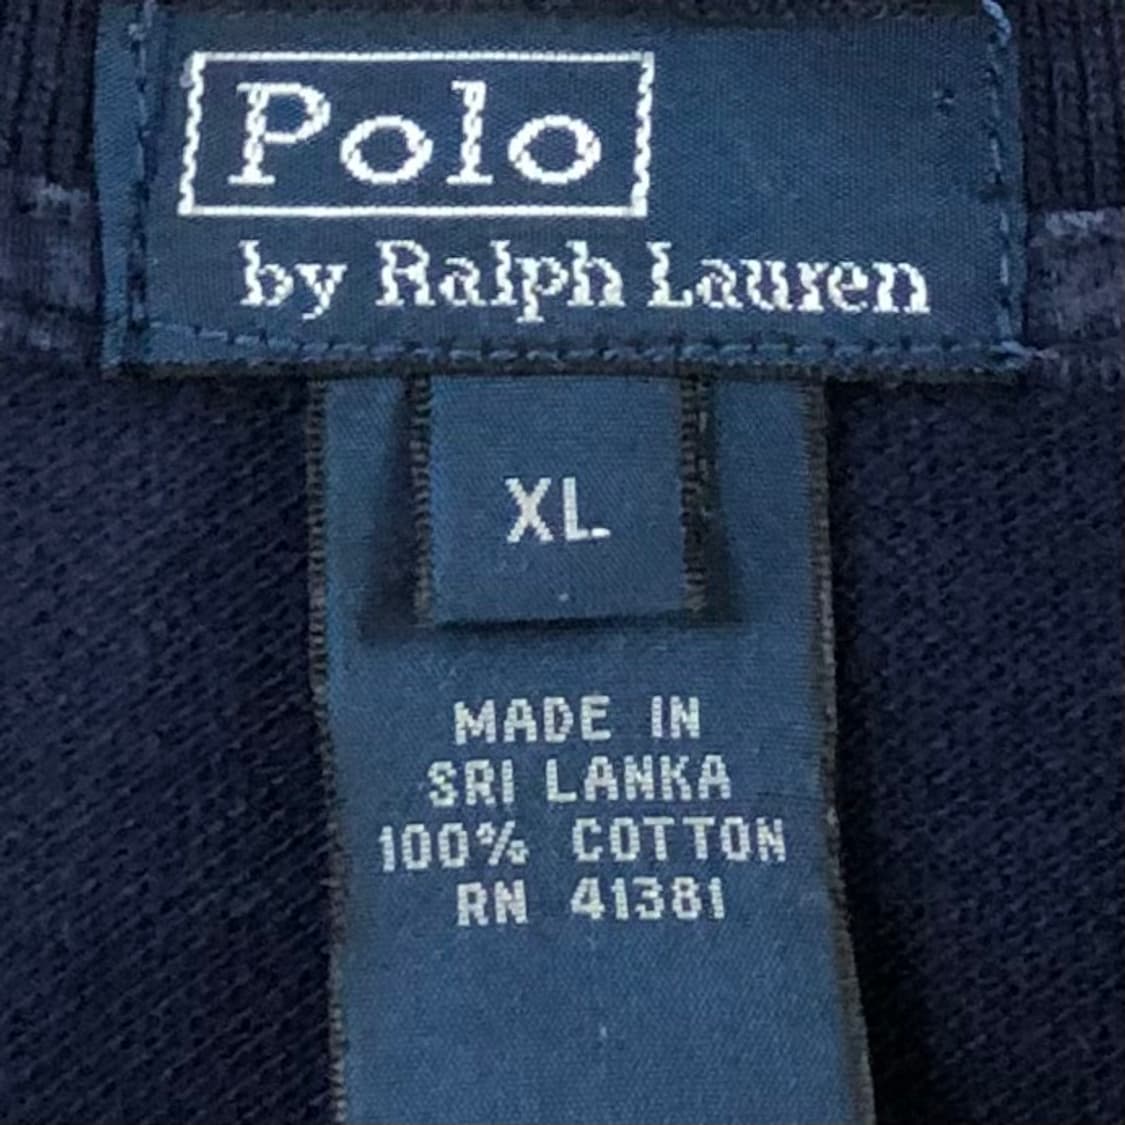 Polo
by Ralph Lauren
XL
MADE IN
SRI LANKA
100% COTTON
RN 41381